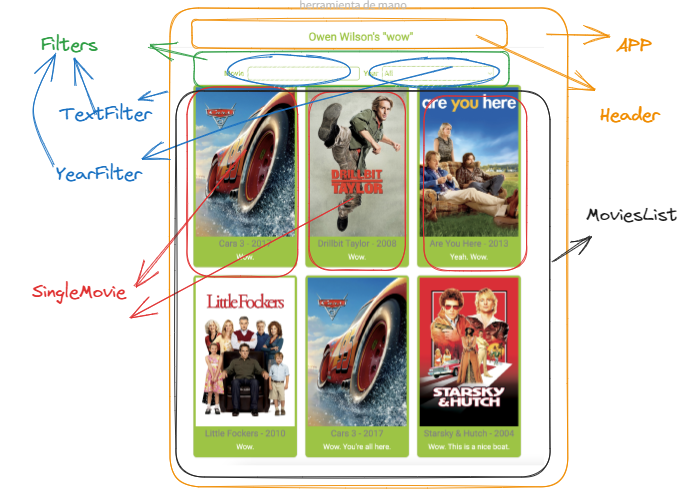 herramienta de mano
Owen Wilson's "wow"
Filters
APP
Movie
Year
All
TextFilter
Header
YearFilter
MoviesList
SingleMovie
are you here
DRILLBIT
TAYLOR
Cars 3 - 2017
Wow.
Drillbit Taylor - 2008
Wow.
Are You Here - 2013
Yeah. Wow.
Little Fockers
STARSKY
& HUTCH
Little Fockers - 2010
Wow.
Cars 3 - 2017
Wow. You're all here.
Starsky & Hutch - 2004
Wow. This is a nice boat.